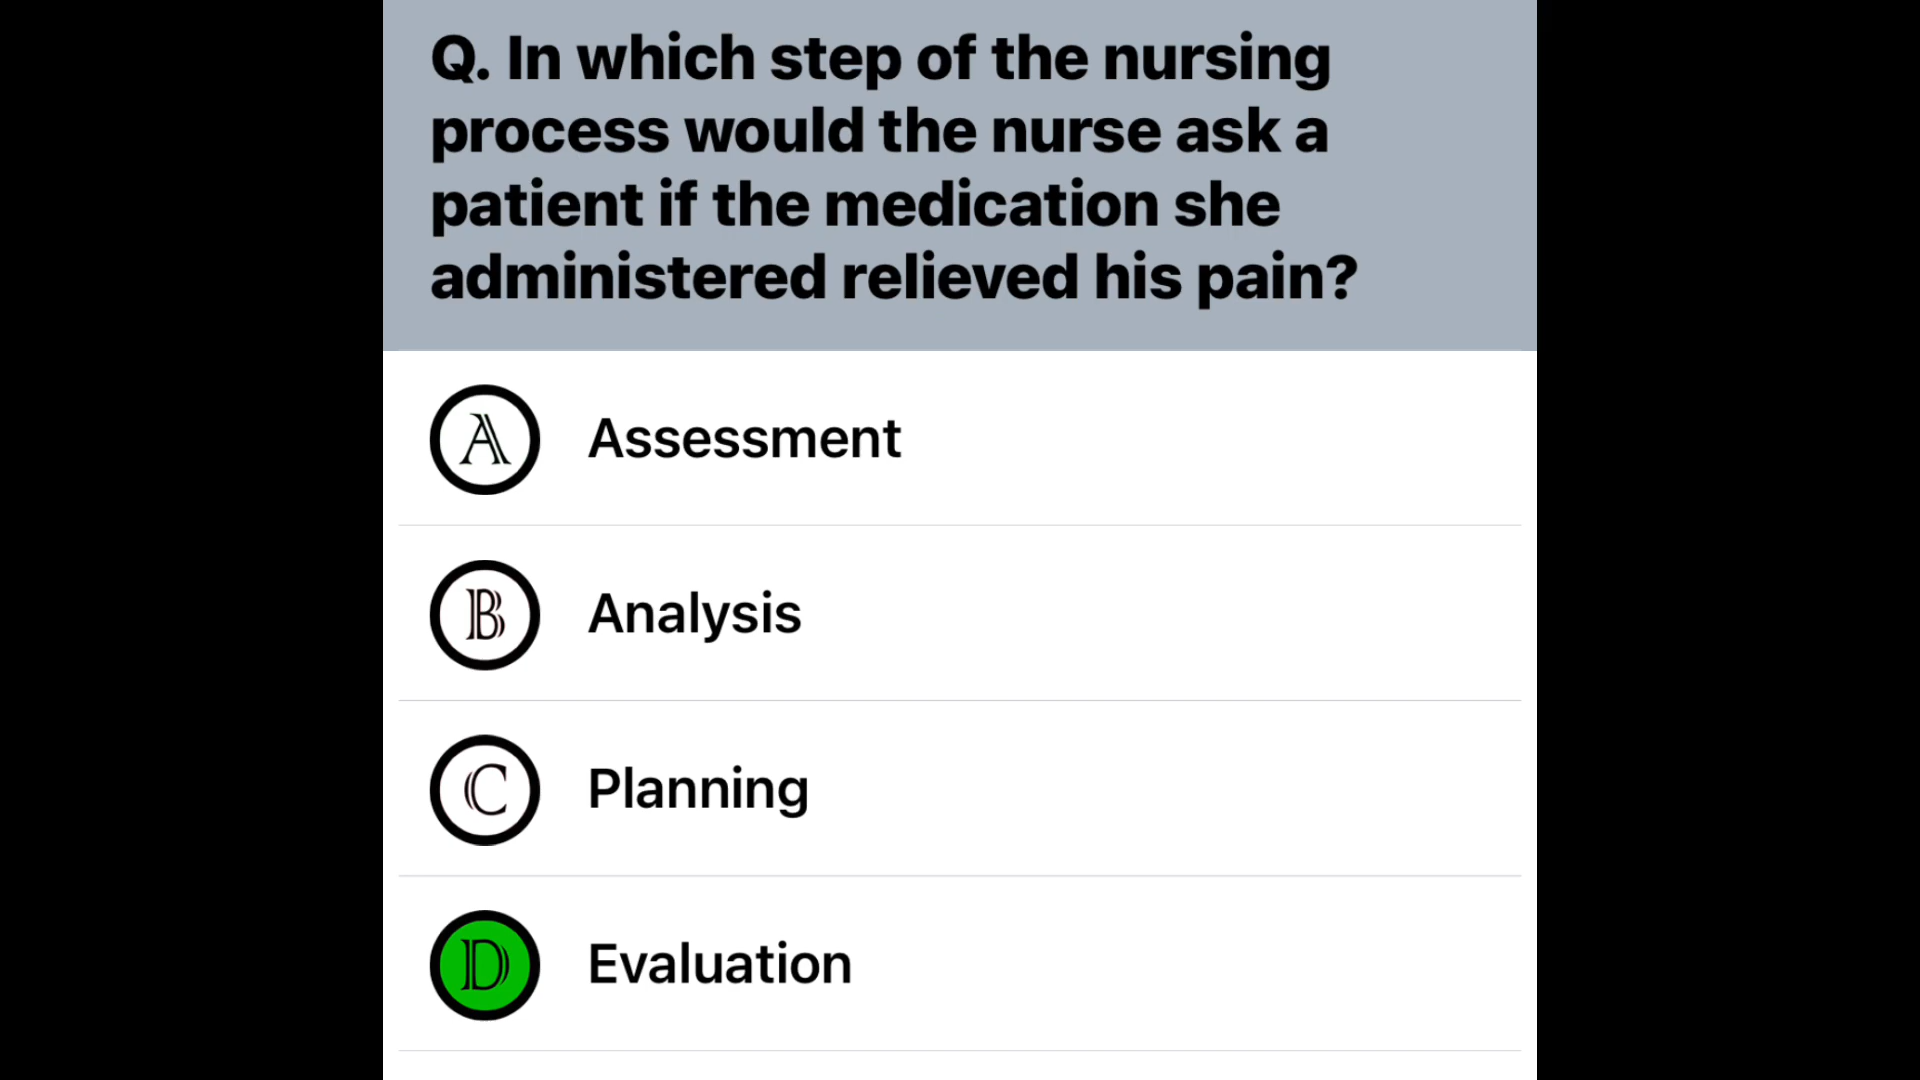 Q. In which step of the nursing
process would the nurse ask a
patient if the medication she
administered relieved his pain?
A Assessment
B Analysis
C Planning
D Evaluation